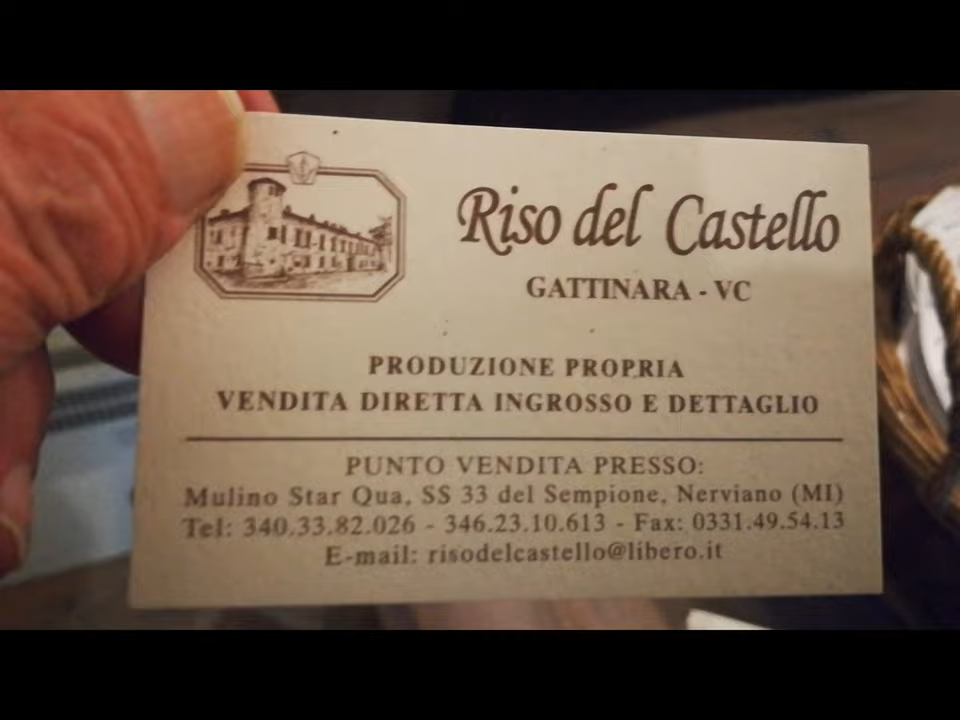 Riso del Castello
GATTINARA - VC
PRODUZIONE PROPRIA
VENDITA DIRETTA INGROSSO E DETTAGLIO
PUNTO VENDITA PRESSO:
Mulino Star Qua, SS 33 del Sempione, Nerviano (MI)
Tel: 340.33.82.026 - 346.23.10.613 - Fax: 0331.49.54.13
E-mail: risodelcastello@libero.it